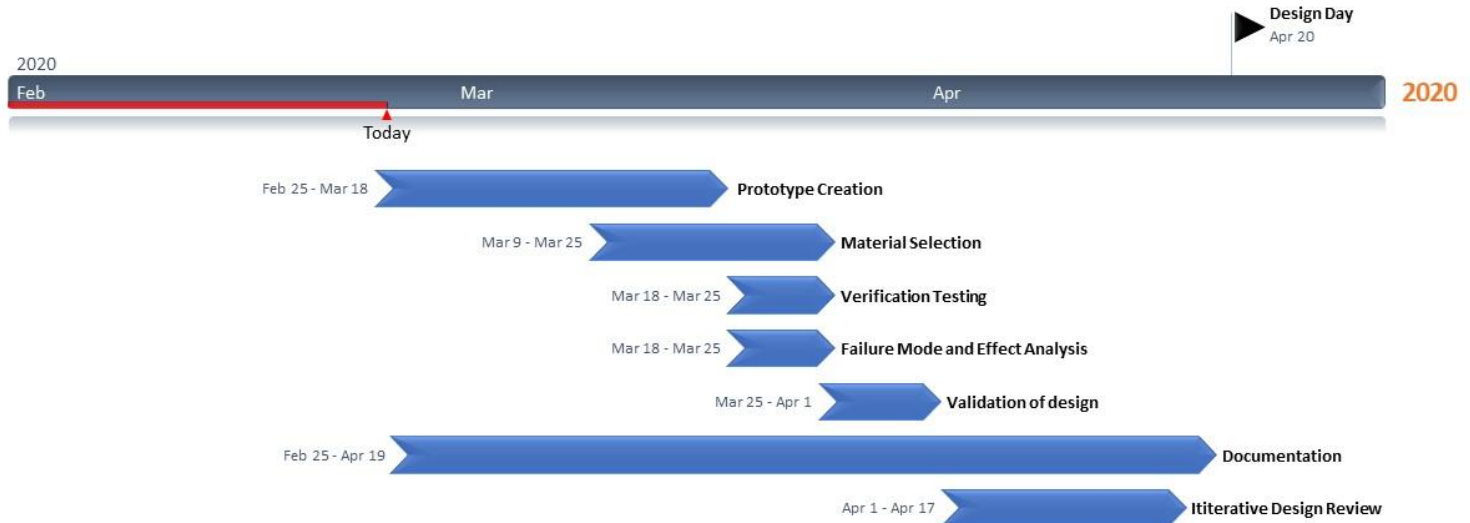 Design Day
Apr 20
2020
Feb Mar Apr 2020
Today
Feb 25 - Mar 18 Prototype Creation
Mar 9 - Mar 25 Material Selection
Mar 18 - Mar 25 Verification Testing
Mar 18 - Mar 25 Failure Mode and Effect Analysis
Mar 25 - Apr 1 Validation of design
Feb 25 - Apr 19 Documentation
Apr 1 - Apr 17 Ititerative Design Review